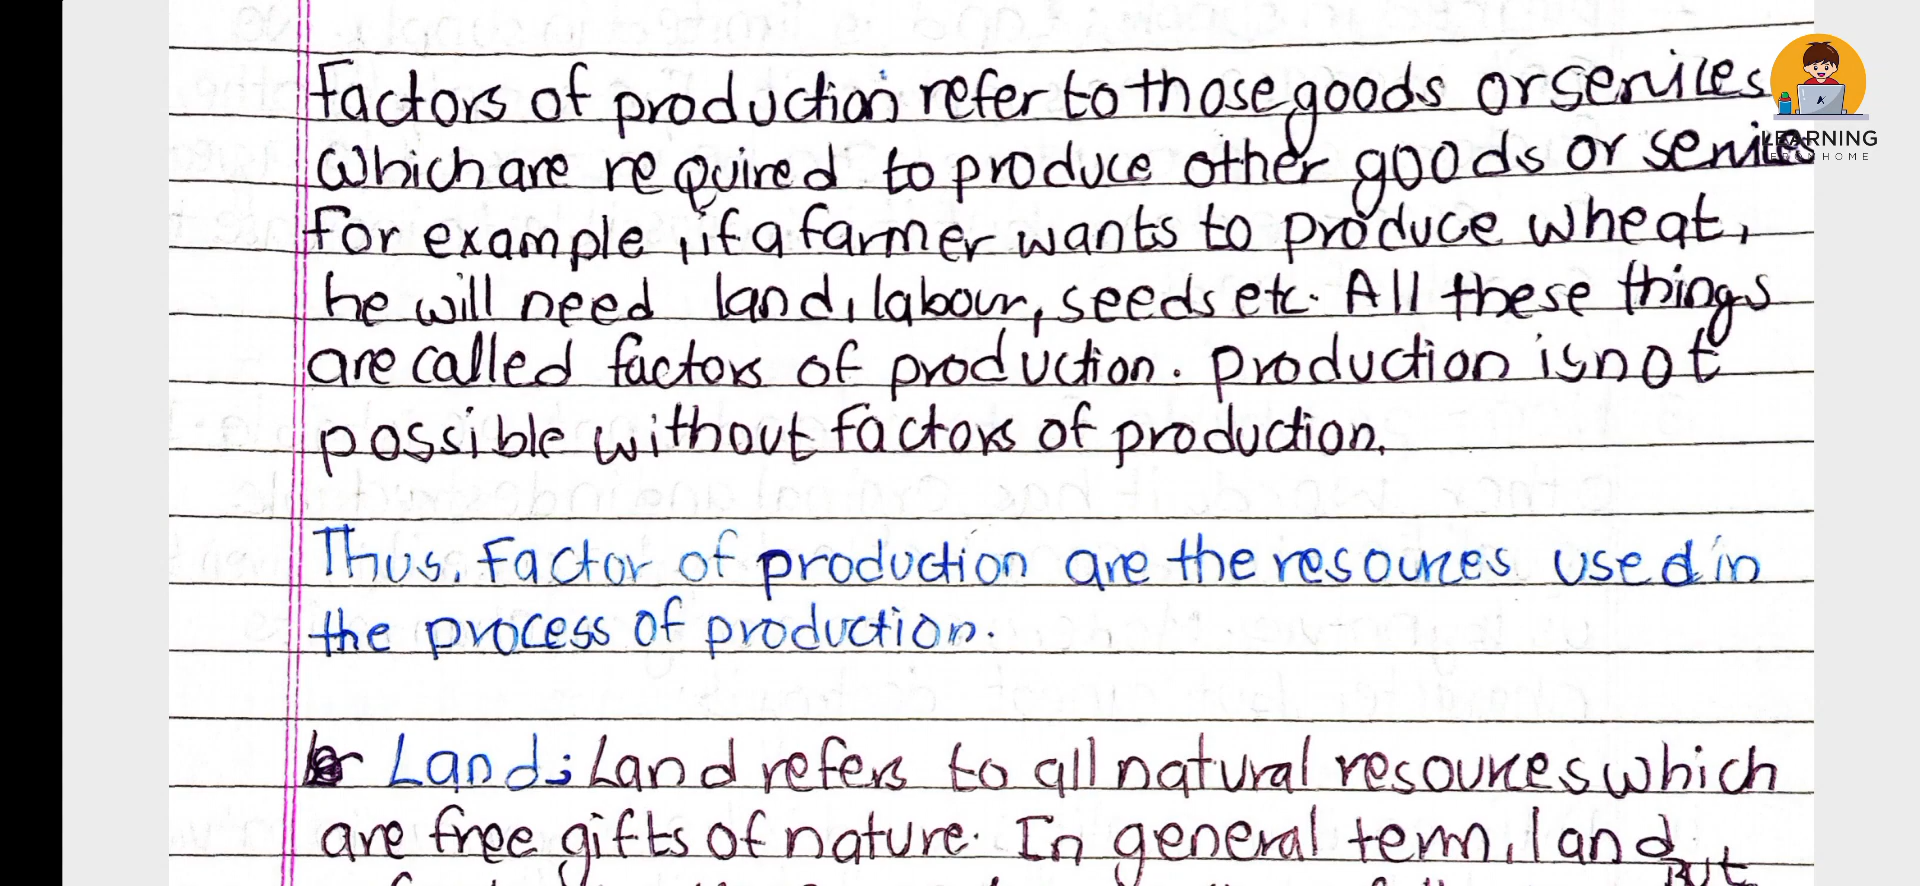 Factors of production refer to those goods or services
which are required to produce other goods or services
for example, if a farmer wants to produce wheat,
he will need land, labour, seeds etc. All these things
are called factors of production. Production is not
possible without factors of production.
Thus, Factor of production are the resources used in
the process of production.
Land: Land refers to all natural resources which
are free gifts of nature. In general term, land
But
LEARNING
FROM HOME